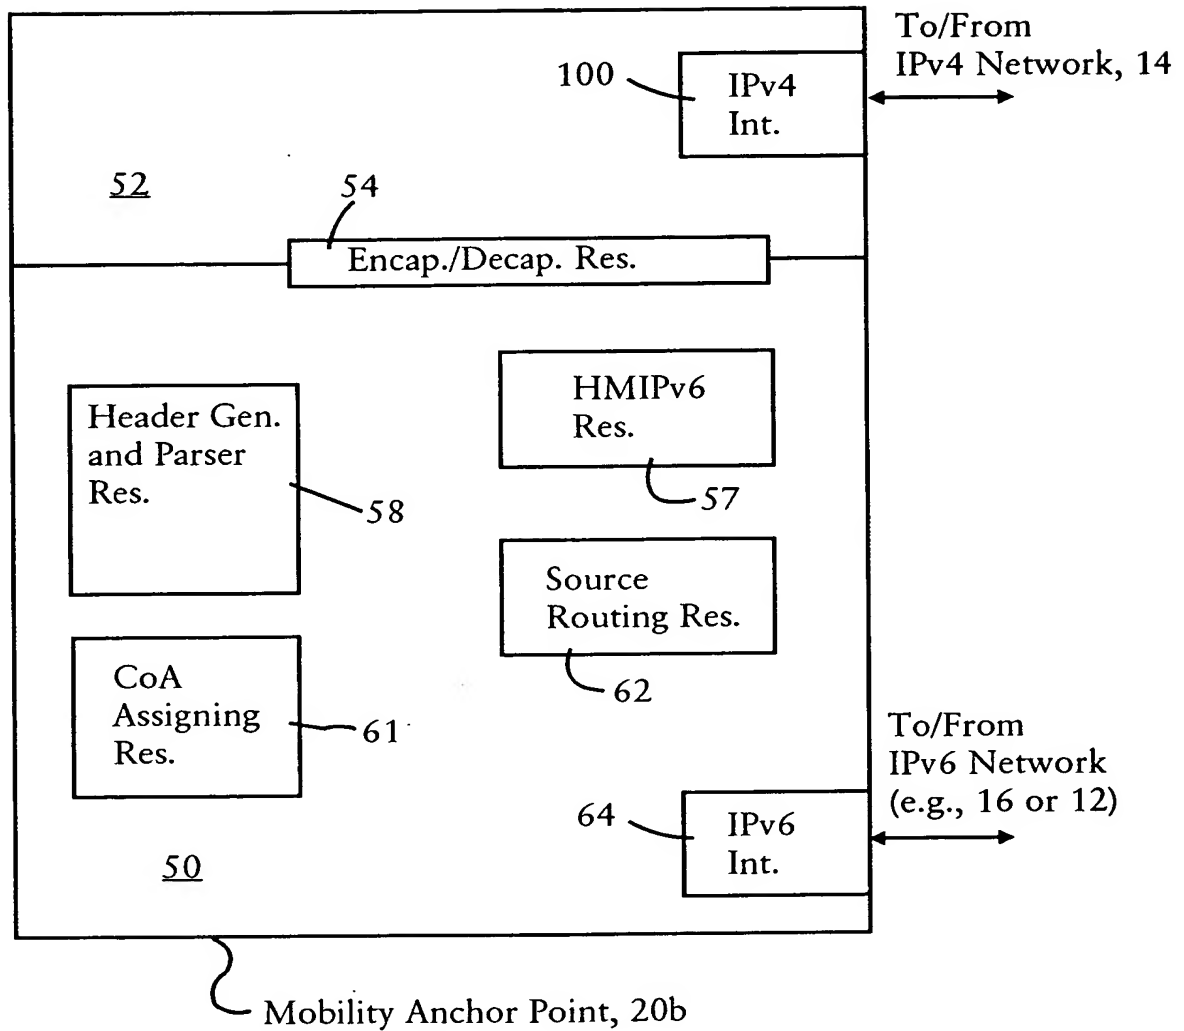 To/From
IPv4 Network, 14
100
IPv4
Int.
52
54
Encap./Decap. Res.
HMIPv6
Res.
57
Header Gen.
and Parser
Res.
58
Source
Routing Res.
62
CoA
Assigning
Res.
61
To/From
IPv6 Network
(e.g., 16 or 12)
64
IPv6
Int.
50
Mobility Anchor Point, 20b